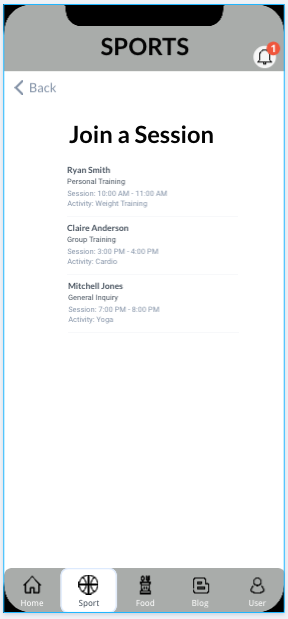 SPORTS
1
Back
Join a Session
Ryan Smith
Personal Training
Session: 10:00 AM - 11:00 AM
Activity: Weight Training
Claire Anderson
Group Training
Session: 3:00 PM - 4:00 PM
Activity: Cardio
Mitchell Jones
General Inquiry
Session: 7:00 PM - 8:00 PM
Activity: Yoga
Home Sport Food Blog User